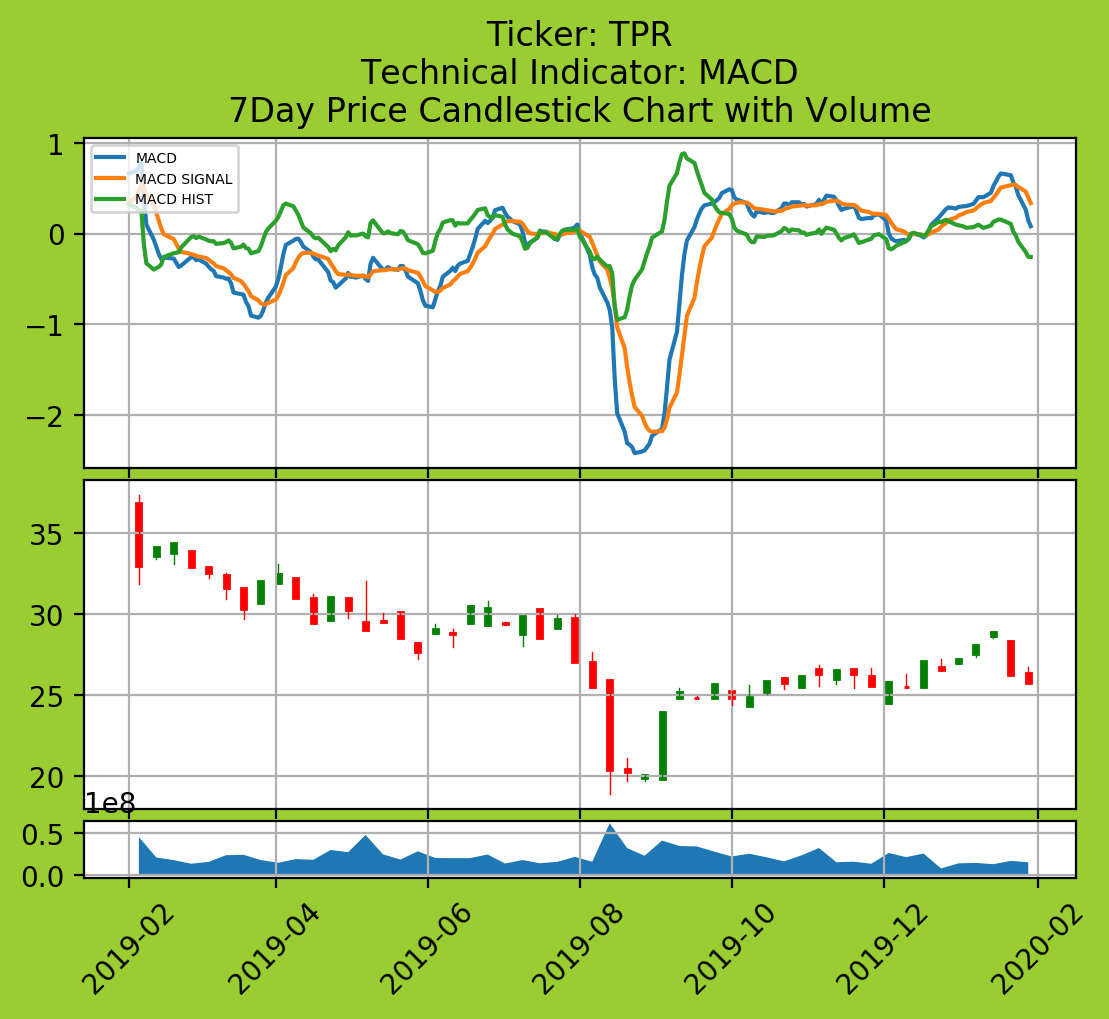 Ticker: TPR
Technical Indicator: MACD
7Day Price Candlestick Chart with Volume
1
0
−1
−2
MACD
MACD SIGNAL
MACD HIST
35
30
25
20
1e8
0.5
0.0
2019-02
2019-04
2019-06
2019-08
2019-10
2019-12
2020-02